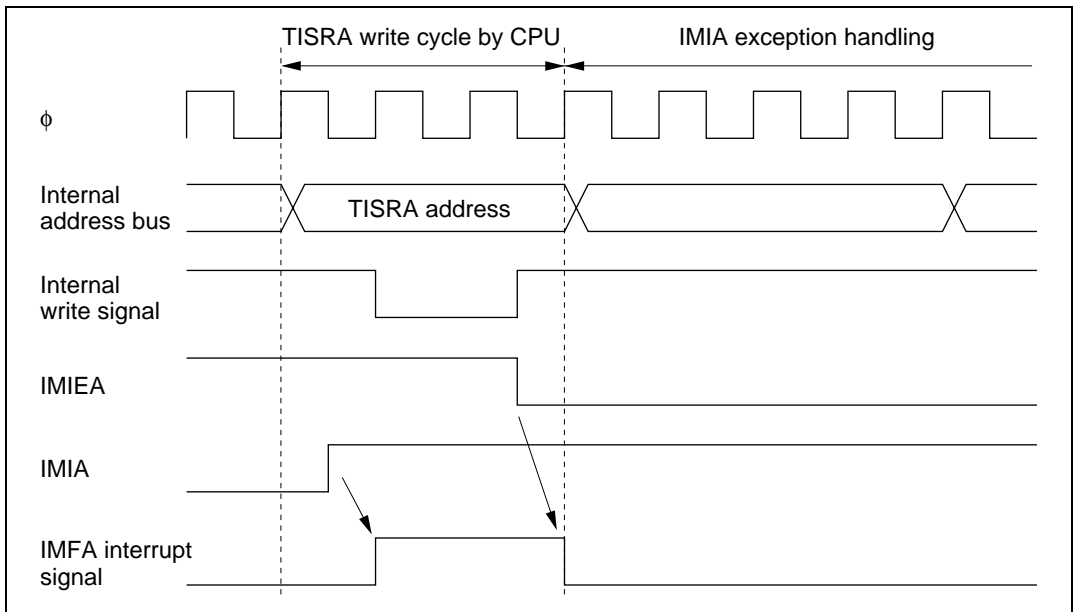 TISRA write cycle by CPU
IMIA exception handling
ϕ
Internal
address bus
TISRA address
Internal
write signal
IMIEA
IMIA
IMFA interrupt
signal